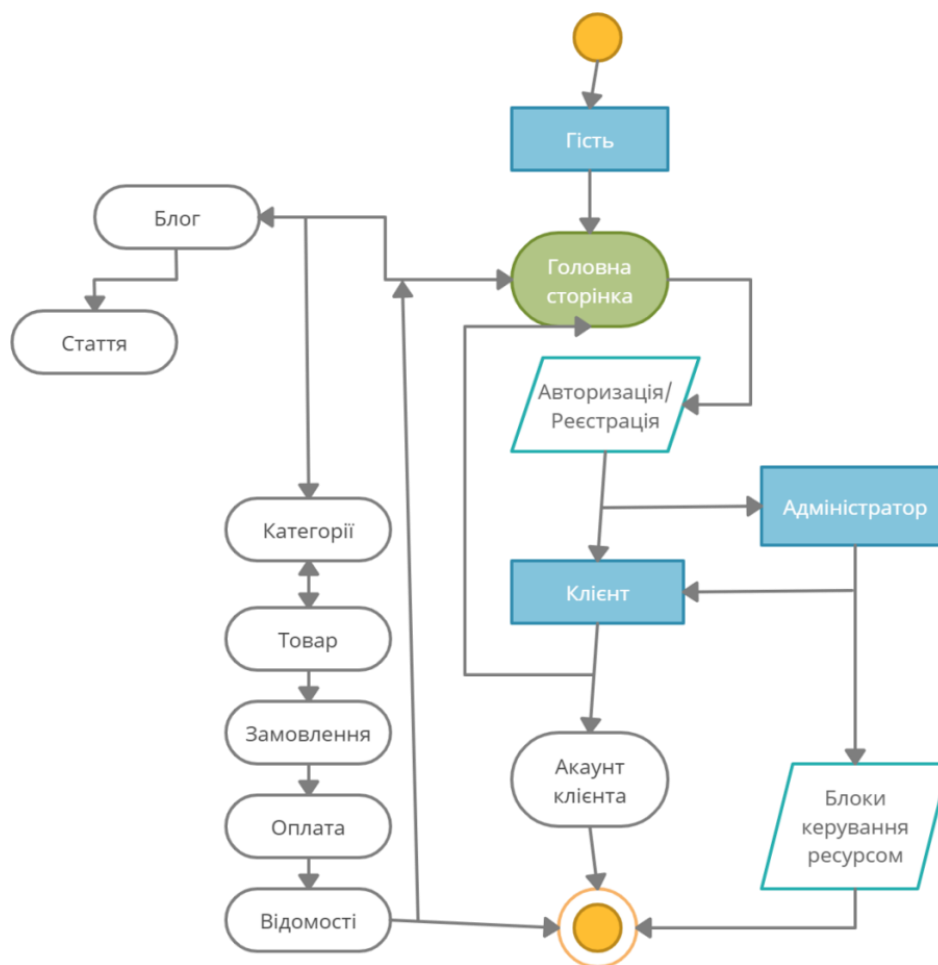 Гість
Блог
Головна
сторінка
Стаття
Авторизація/
Реєстрація
Категорії
Адміністратор
Клієнт
Товар
Замовлення
Акаунт
клієнта
Оплата
Блоки
керування
ресурсом
Відомості